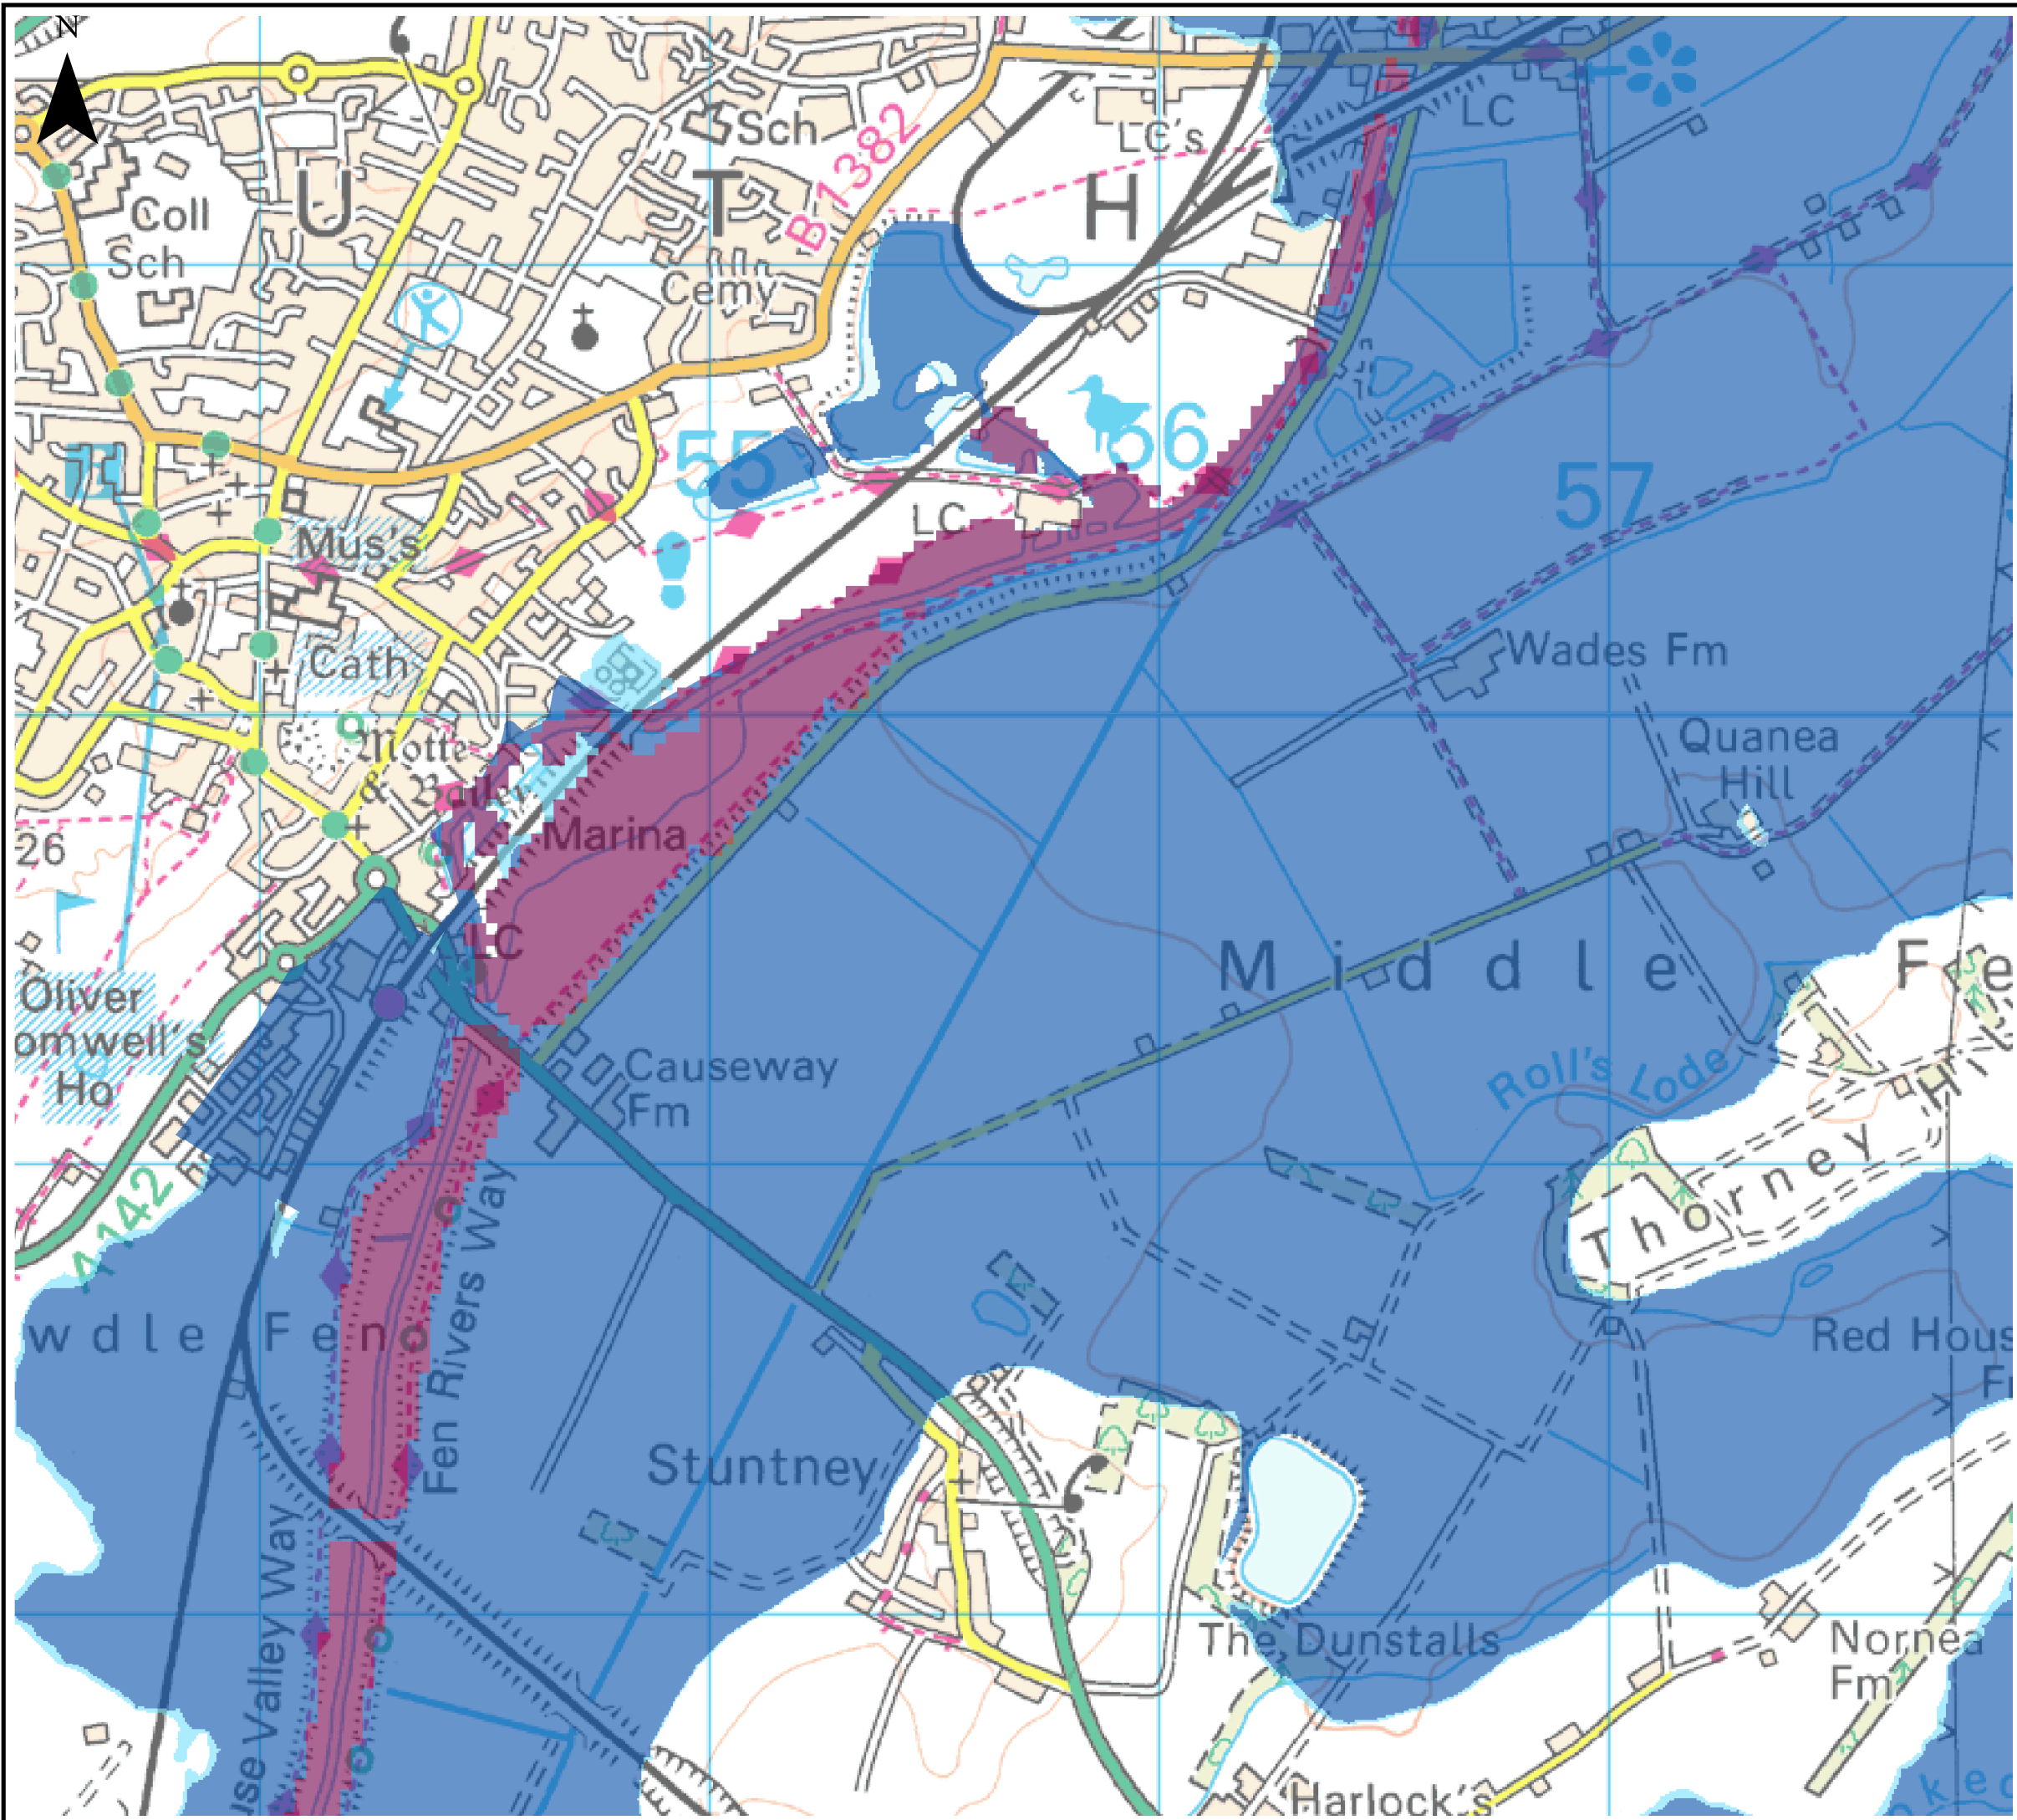 N
Sch
LC's
LC
B1382
Coll
Sch
U T H
Cemy
H
55
56
57
LC
Mus's
Cath
Wades Fm
Quanea
Hill
Motte
& Bailey
Marina
26
LC
Middle Fe
Oliver
omwell's
Ho
Causeway
Fm
Roll's Lode
Thorney H
A142
Fen Rivers Way
wdle Fen
Red Hous
F
Stuntney
use Valley Way
The Dunstalls
Nornea
Fm
Harlock's